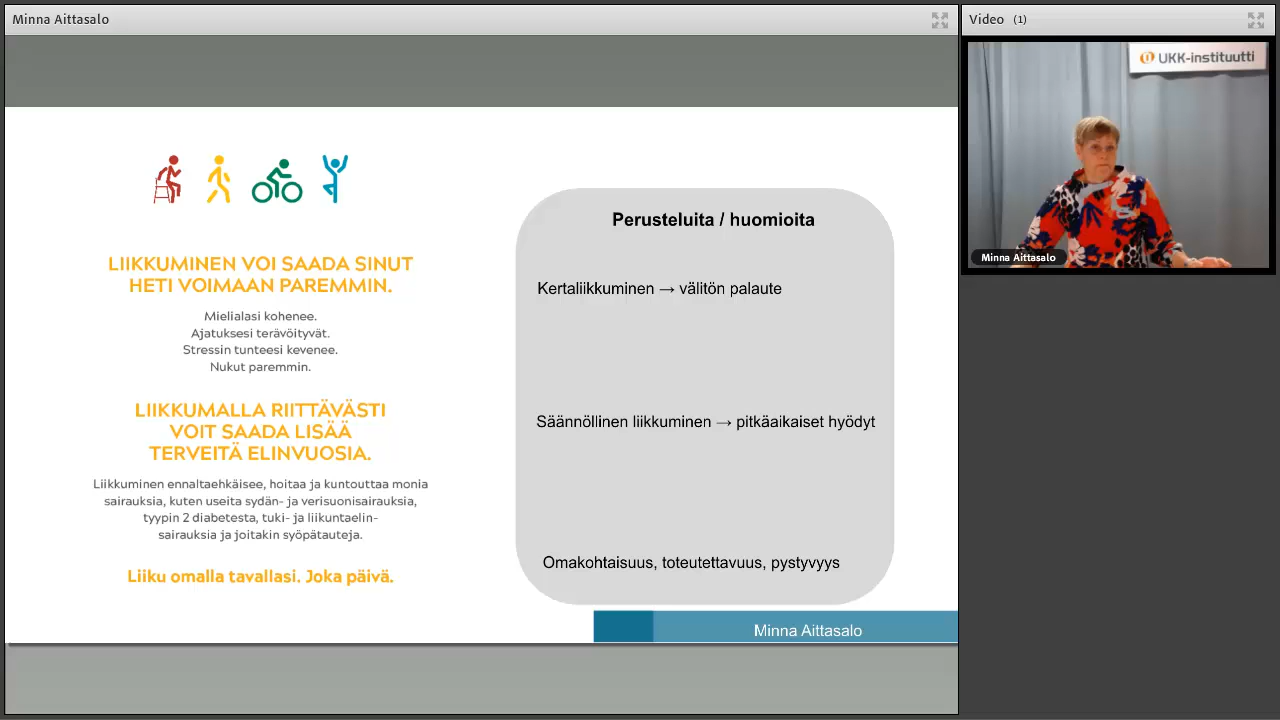 Minna Aittasalo
LIIKKUMINEN VOI SAADA SINUT
HETI VOIMAAN PAREMMIN.
Mielialasi kohenee.
Ajatuksesi terävöityvät.
Stressin tunteesi kevenee.
Nukut paremmin.
LIIKKUMALLA RIITTÄVÄSTI
VOIT SAADA LISÄÄ
TERVEITÄ ELINVUOSIA.
Liikkuminen ennaltaehkäisee, hoitaa ja kuntouttaa monia
sairauksia, kuten useita sydän- ja verisuonisairauksia,
tyypin 2 diabetesta, tuki- ja liikuntaelin-
sairauksia ja joitakin syöpätauteja.
Liiku omalla tavallasi. Joka päivä.
Perusteluita / huomioita
Kertaliikkuminen → välitön palaute
Säännöllinen liikkuminen → pitkäaikaiset hyödyt
Omakohtaisuus, toteutettavuus, pystyvyys
Minna Aittasalo
Video (1)
UKK-instituutti
Minna Aittasalo